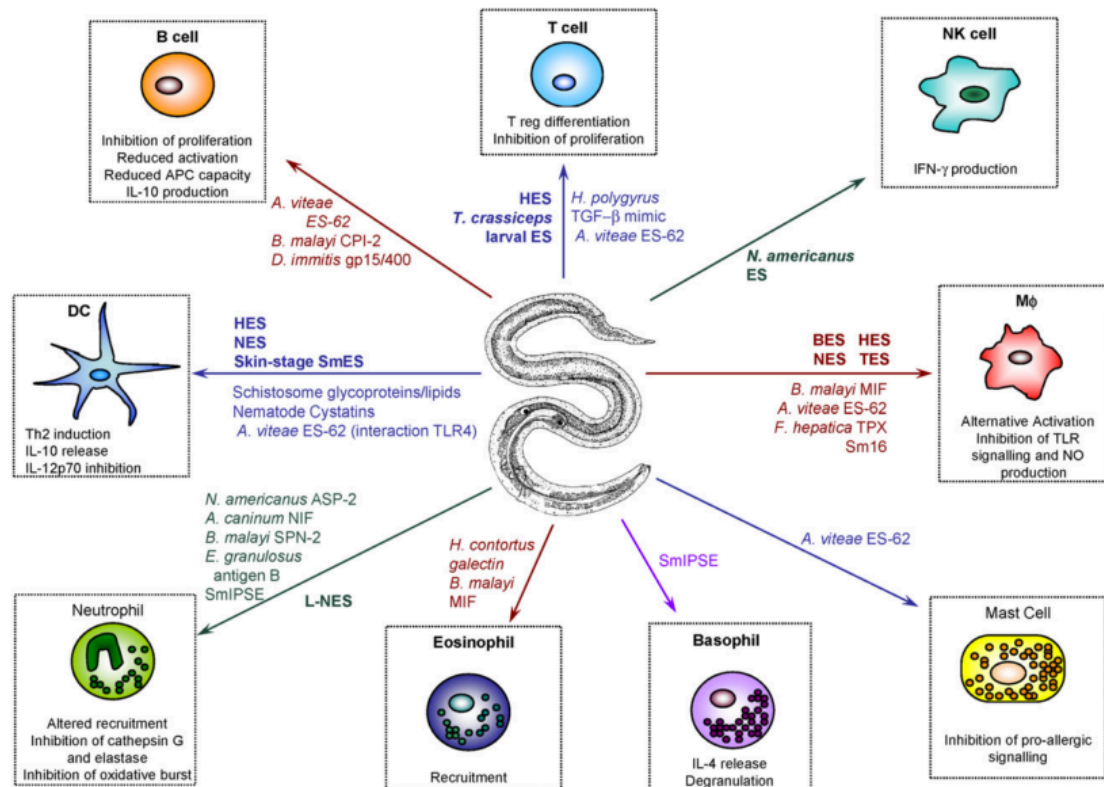 B cell
Inhibition of proliferation
Reduced activation
Reduced APC capacity
IL-10 production
T cell
T reg differentiation
Inhibition of proliferation
NK cell
IFN-γ production
A. viteae
ES-62
B. malayi CPI-2
D. immitis gp15/400
HES
T. crassiceps
larval ES
H. polygyrus
TGF–β mimic
A. viteae ES-62
N. americanus
ES
DC
Th2 induction
IL-10 release
IL-12p70 inhibition
HES
NES
Skin-stage SmES
Schistosome glycoproteins/lipids
Nematode Cystatins
A. viteae ES-62 (interaction TLR4)
BES HES
NES TES
B. malayi MIF
A. viteae ES-62
F. hepatica TPX
Sm16
Mϕ
Alternative Activation
Inhibition of TLR
signalling and NO
production
N. americanus ASP-2
A. caninum NIF
B. malayi SPN-2
E. granulosus
antigen B
SmIPSE
L-NES
H. contortus
galectin
B. malayi
MIF
SmIPSE
A. viteae ES-62
Neutrophil
Altered recruitment
Inhibition of cathepsin G
and elastase
Inhibition of oxidative burst
Eosinophil
Recruitment
Basophil
IL-4 release
Degranulation
Mast Cell
Inhibition of pro-allergic
signalling